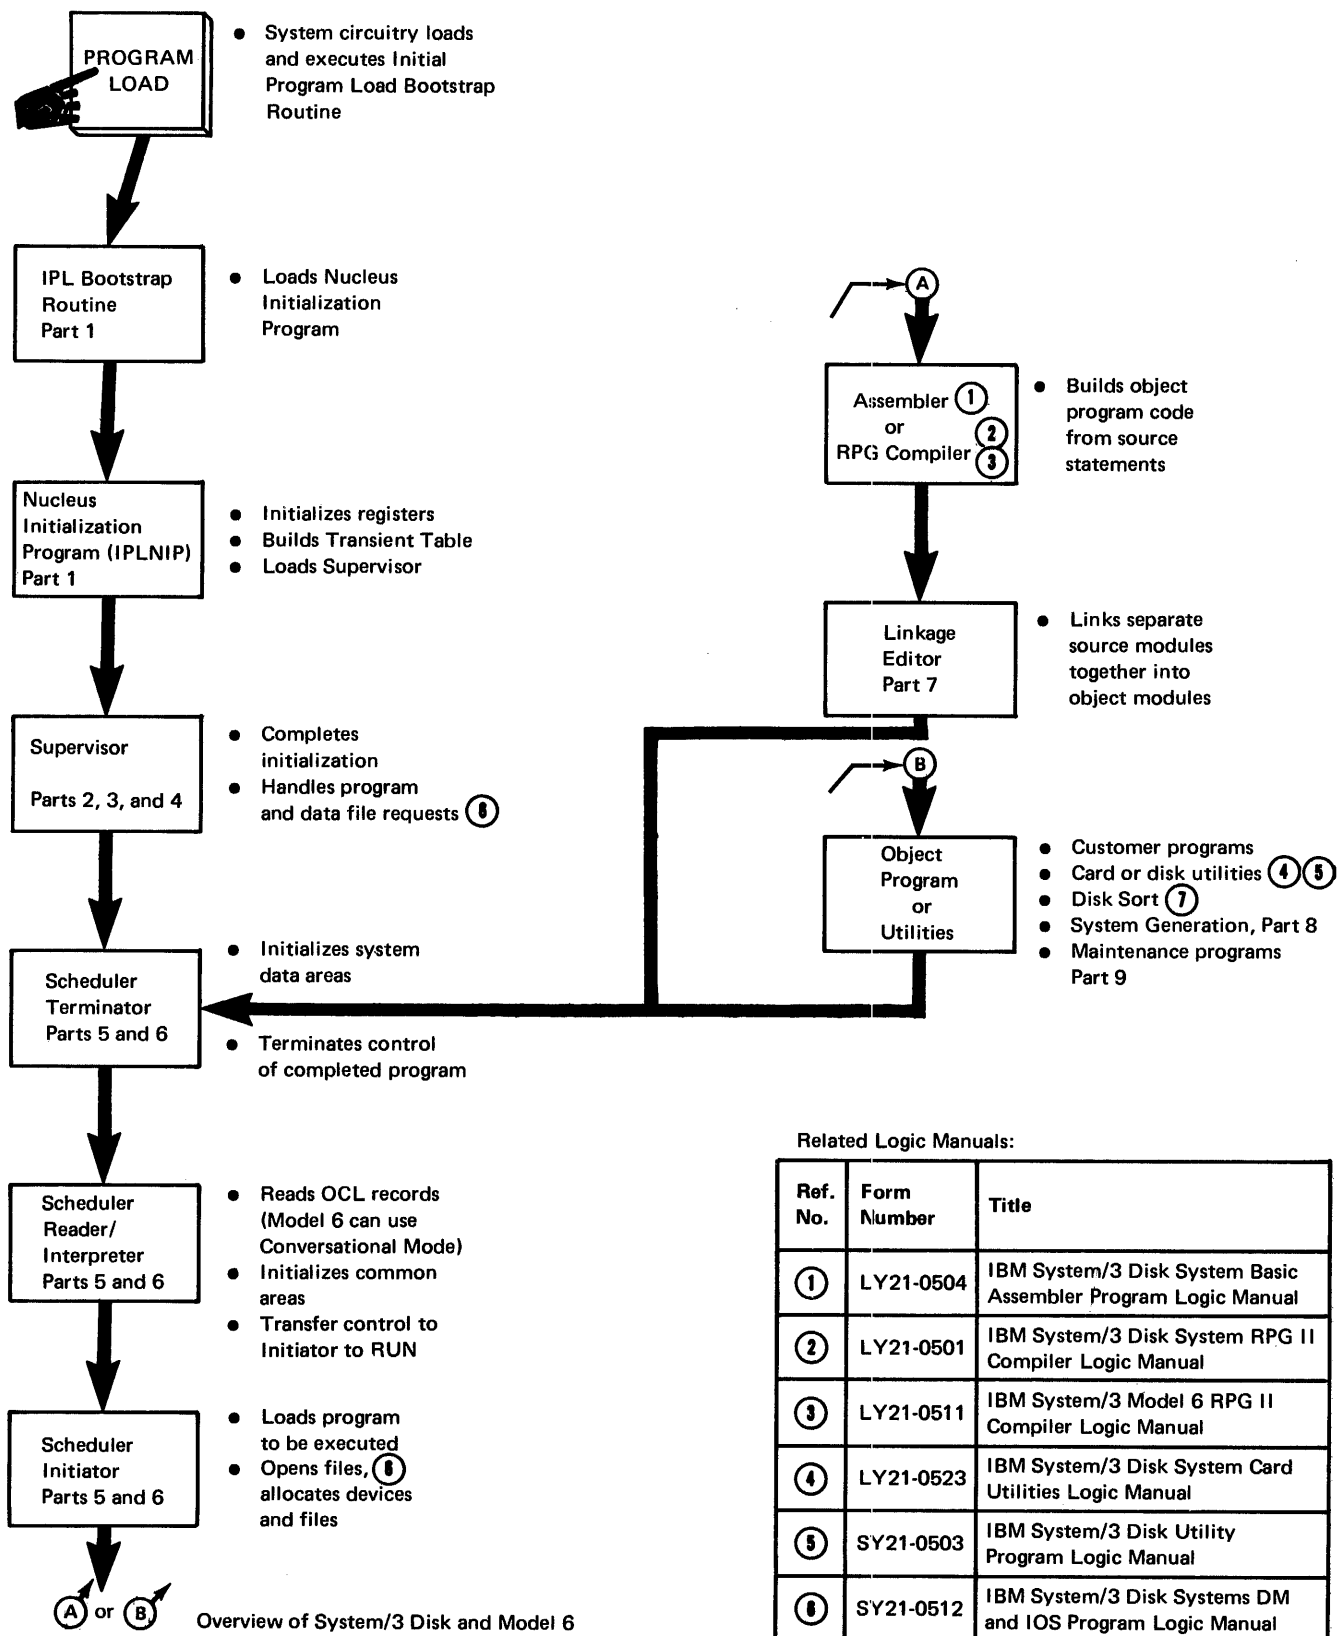 PROGRAM
LOAD
● System circuitry loads
and executes Initial
Program Load Bootstrap
Routine
IPL Bootstrap
Routine
Part 1
● Loads Nucleus
Initialization
Program
Nucleus
Initialization
Program (IPLNIP)
Part 1
● Initializes registers
● Builds Transient Table
● Loads Supervisor
Supervisor
Parts 2, 3, and 4
● Completes
initialization
● Handles program
and data file requests 6
Scheduler
Terminator
Parts 5 and 6
● Initializes system
data areas
● Terminates control
of completed program
Scheduler
Reader/
Interpreter
Parts 5 and 6
● Reads OCL records
(Model 6 can use
Conversational Mode)
● Initializes common
areas
● Transfer control to
Initiator to RUN
Scheduler
Initiator
Parts 5 and 6
● Loads program
to be executed
● Opens files, 6
allocates devices
and files
A or B
Overview of System/3 Disk and Model 6
A
Assembler 1
or 2
RPG Compiler 3
● Builds object
program code
from source
statements
Linkage
Editor
Part 7
● Links separate
source modules
together into
object modules
B
Object
Program
or
Utilities
● Customer programs
● Card or disk utilities 4 5
● Disk Sort 7
● System Generation, Part 8
● Maintenance programs
Part 9
Related Logic Manuals:
Ref. No. Form Number Title
1 LY21-0504 IBM System/3 Disk System Basic
Assembler Program Logic Manual
2 LY21-0501 IBM System/3 Disk System RPG II
Compiler Logic Manual
3 LY21-0511 IBM System/3 Model 6 RPG II
Compiler Logic Manual
4 LY21-0523 IBM System/3 Disk System Card
Utilities Logic Manual
5 SY21-0503 IBM System/3 Disk Utility
Program Logic Manual
6 SY21-0512 IBM System/3 Disk Systems DM
and IOS Program Logic Manual